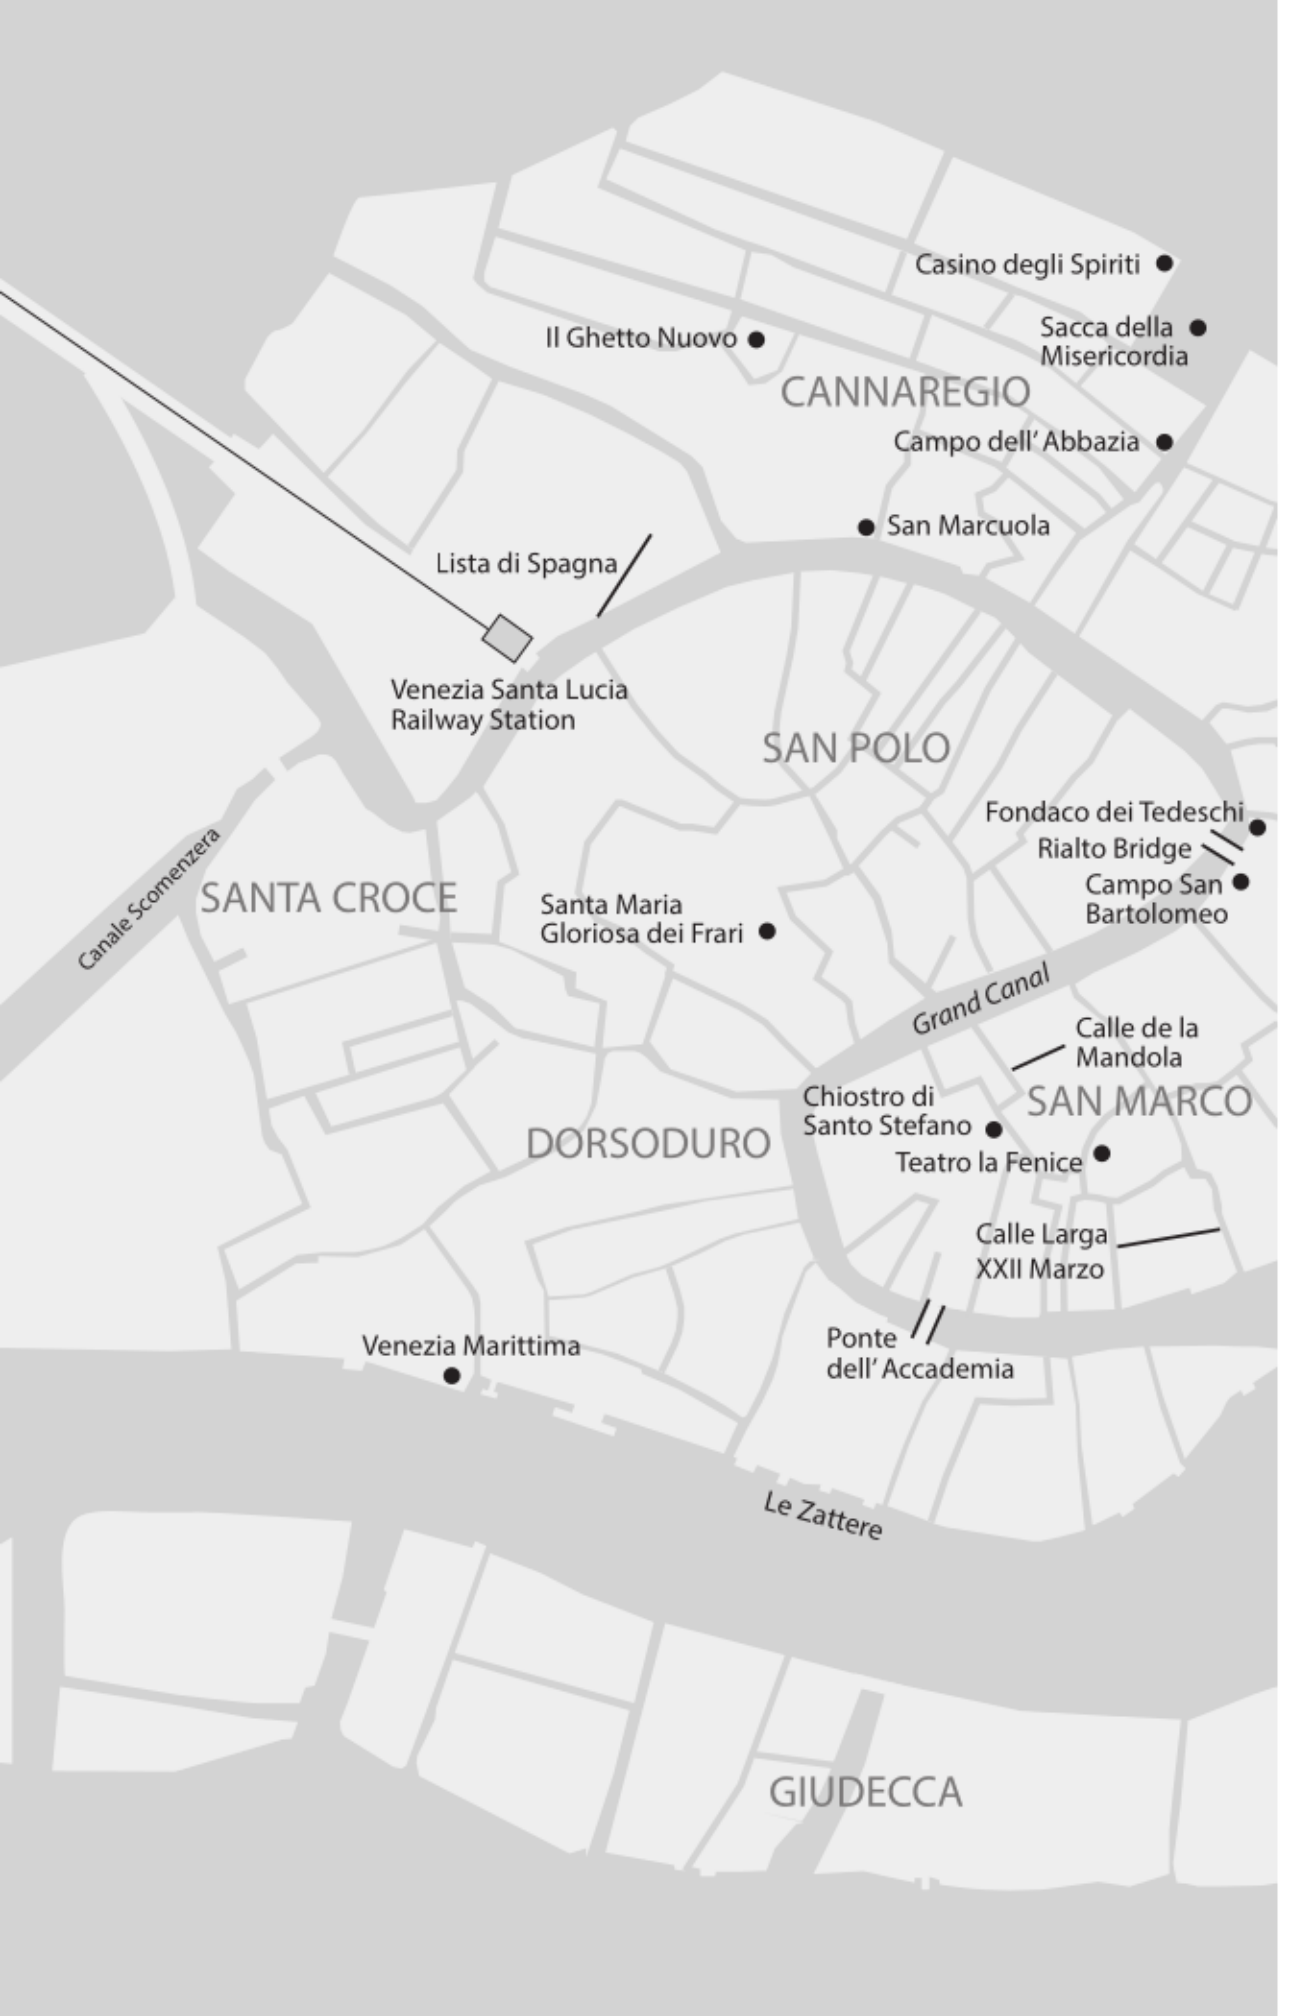 Casino degli Spiriti
Sacca della
Misericordia
Il Ghetto Nuovo
CANNAREGIO
Campo dell’ Abbazia
San Marcuola
Lista di Spagna
Venezia Santa Lucia
Railway Station
SAN POLO
Fondaco dei Tedeschi
Rialto Bridge
Campo San
Bartolomeo
Canale Scomenzera
SANTA CROCE
Santa Maria
Gloriosa dei Frari
Grand Canal
Calle de la
Mandola
SAN MARCO
Chiostro di
Santo Stefano
DORSODURO
Teatro la Fenice
Calle Larga
XXII Marzo
Venezia Marittima
Ponte
dell’ Accademia
Le Zattere
GIUDECCA